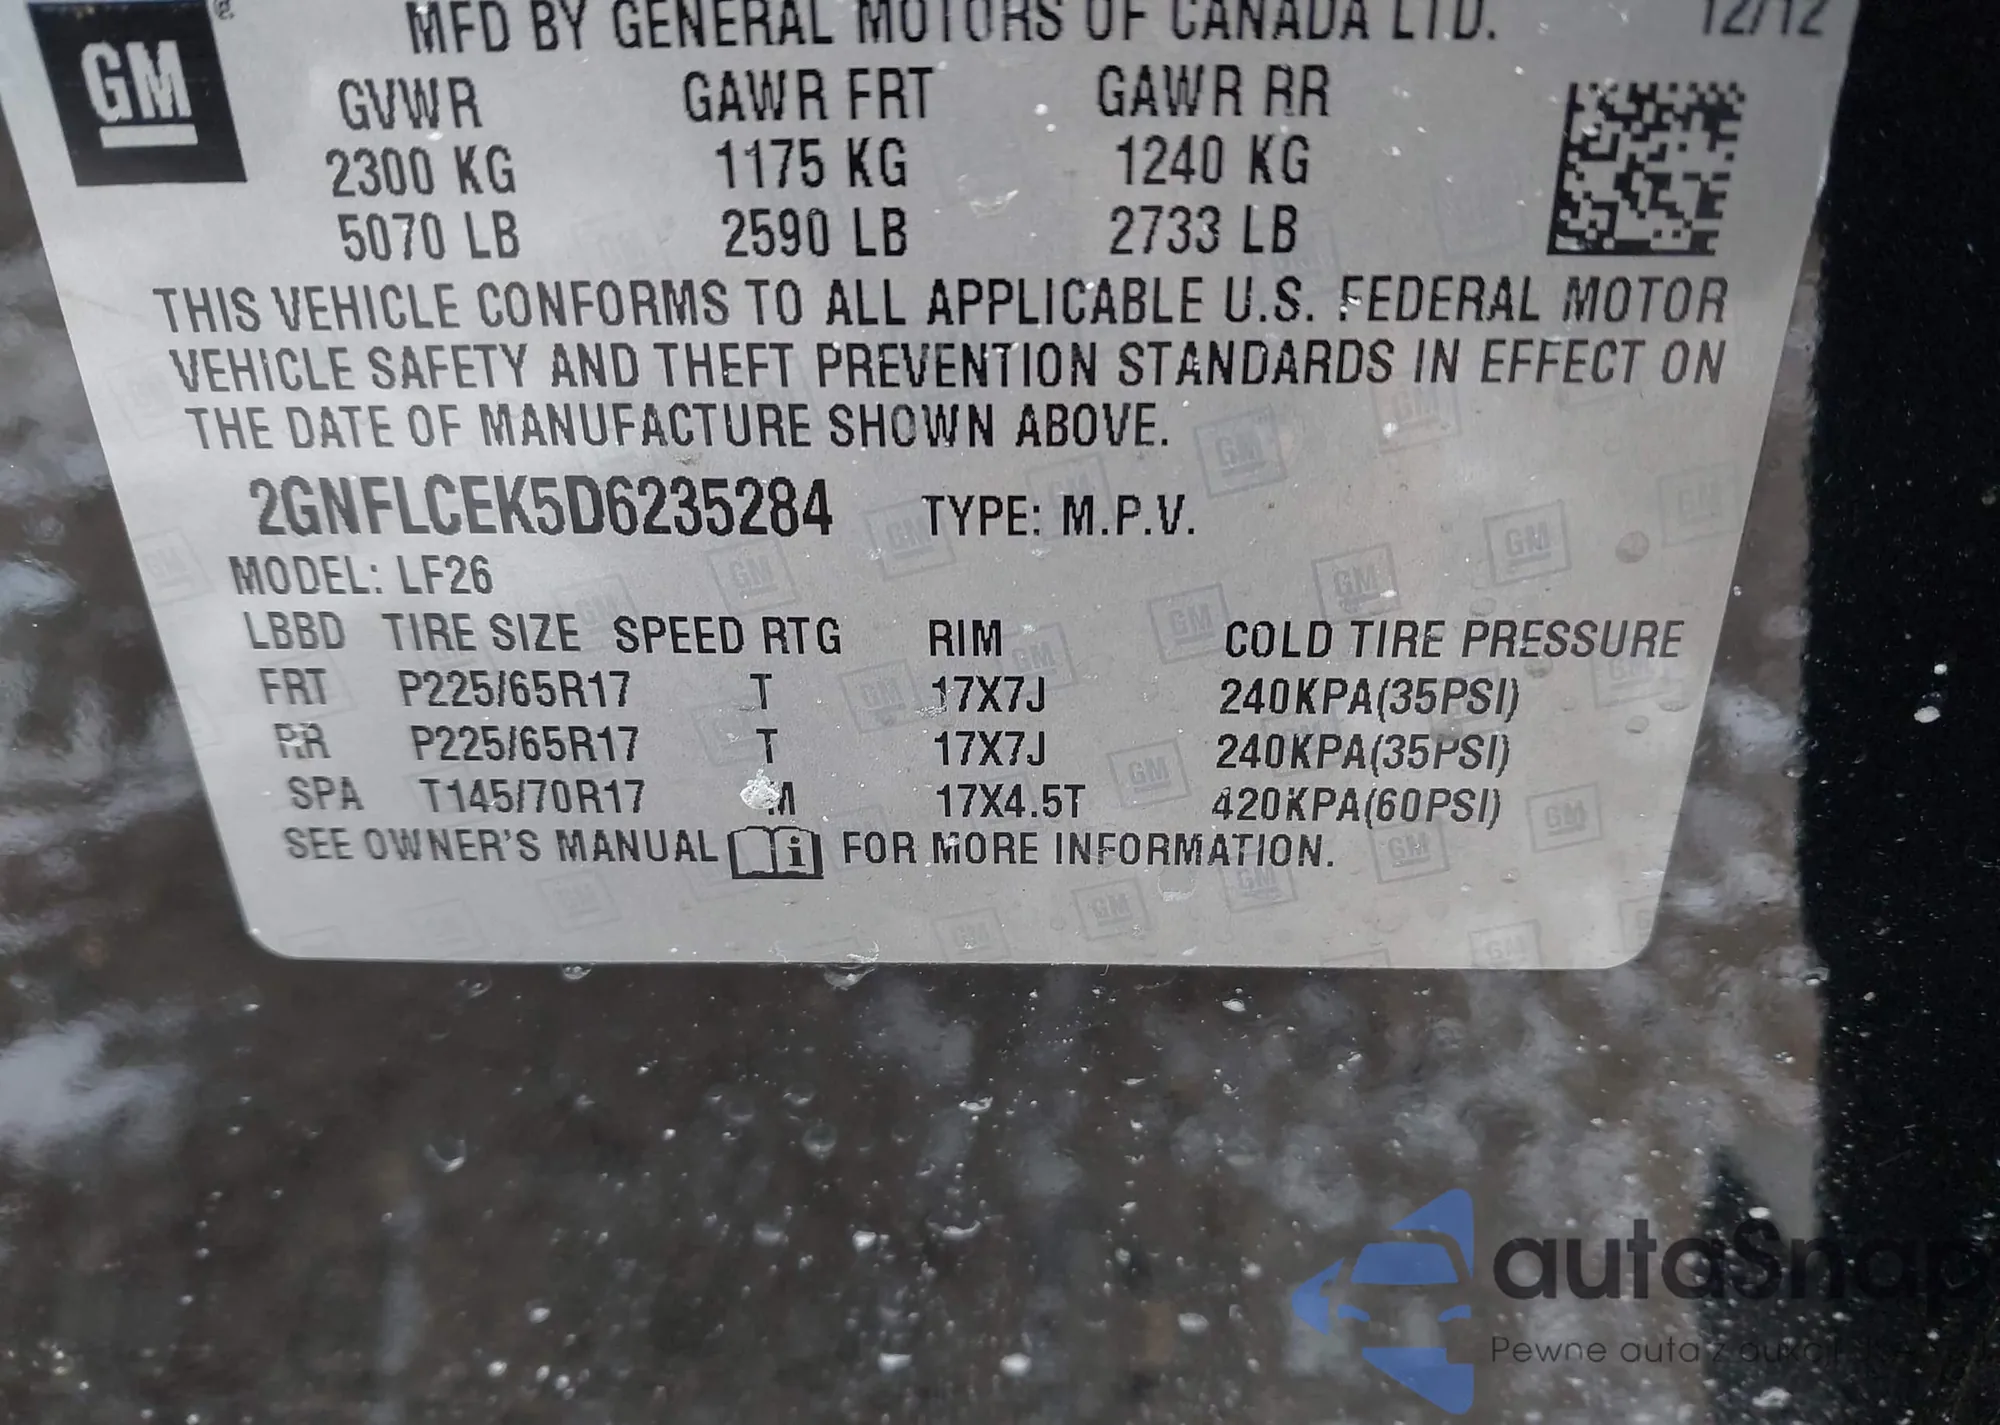 GM
MFD BY GENERAL MOTORS OF CANADA LTD. 12/12
GVWR GAWR FRT GAWR RR
2300 KG 1175 KG 1240 KG
5070 LB 2590 LB 2733 LB
THIS VEHICLE CONFORMS TO ALL APPLICABLE U.S. FEDERAL MOTOR
VEHICLE SAFETY AND THEFT PREVENTION STANDARDS IN EFFECT ON
THE DATE OF MANUFACTURE SHOWN ABOVE.
2GNFLCEK5D6235284 TYPE: M.P.V.
MODEL: LF26
LBBD TIRE SIZE SPEED RTG RIM COLD TIRE PRESSURE
FRT P225/65R17 T 17X7J 240KPA(35PSI)
RR P225/65R17 T 17X7J 240KPA(35PSI)
SPA T145/70R17 M 17X4.5T 420KPA(60PSI)
SEE OWNER'S MANUAL i FOR MORE INFORMATION.
autoSnap
Pewne auta z